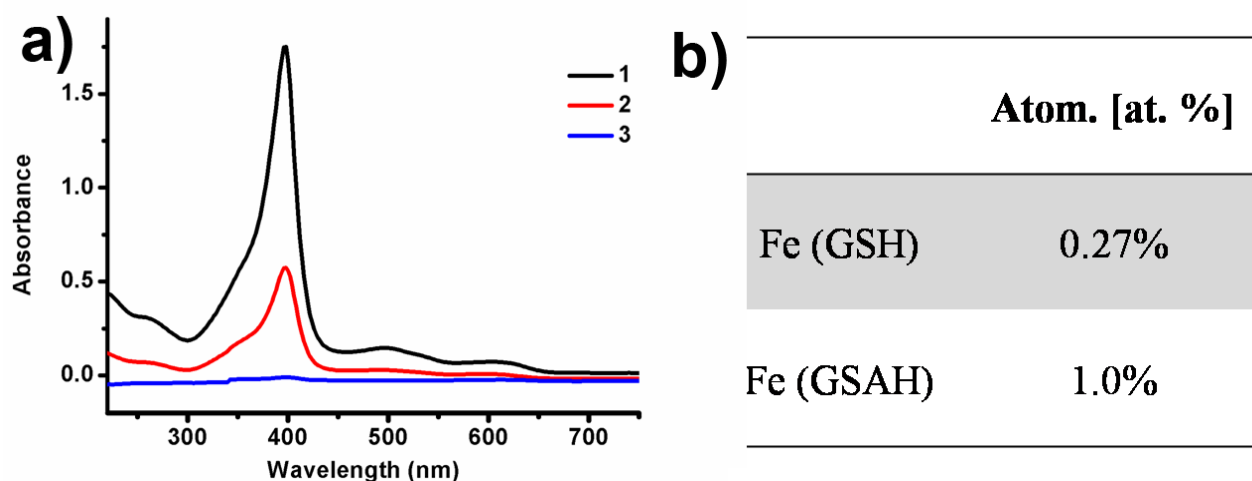 a)
1.5
1.0
0.5
0.0
Absorbance
1
2
3
300 400 500 600 700
Wavelength (nm)
b)
Atom. [at. %]
Fe (GSH) 0.27%
Fe (GSAH) 1.0%